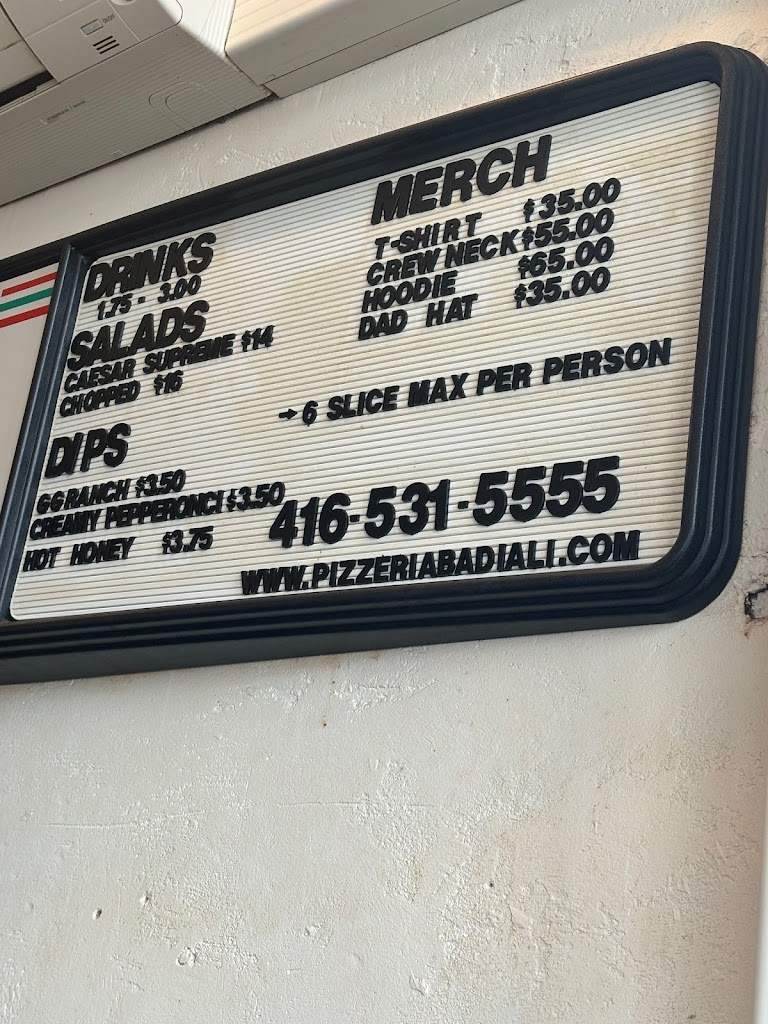 DRINKS
1.75 - 3.00
SALADS
CAESAR SUPREME $14
CHOPPED $16
DIPS
GGRANCH $3.50
CREAMY PEPPERONCI $3.50
HOT HONEY $3.75
MERCH
T-SHIRT $35.00
CREW NECK $55.00
HOODIE $65.00
DAD HAT $35.00
→ 6 SLICE MAX PER PERSON
416-531-5555
WWW.PIZZERIABADIALI.COM